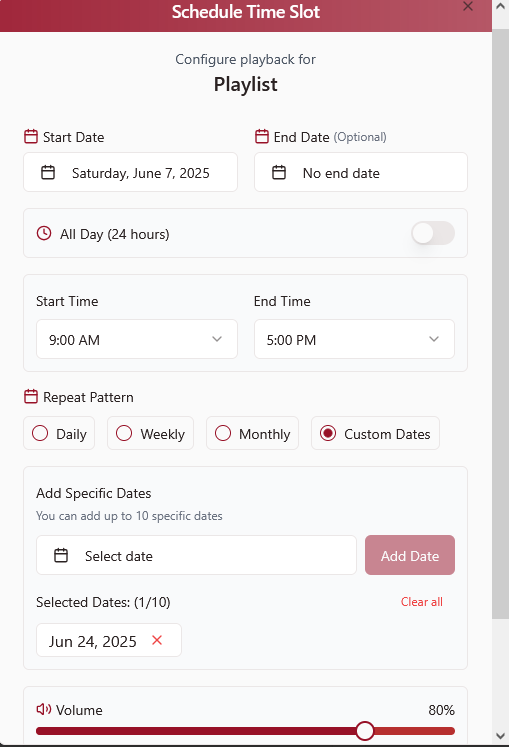 Schedule Time Slot
Configure playback for
Playlist
Start Date
End Date (Optional)
Saturday, June 7, 2025
No end date
All Day (24 hours)
Start Time
End Time
9:00 AM
5:00 PM
Repeat Pattern
Daily
Weekly
Monthly
Custom Dates
Add Specific Dates
You can add up to 10 specific dates
Select date
Add Date
Selected Dates: (1/10)
Clear all
Jun 24, 2025
Volume
80%